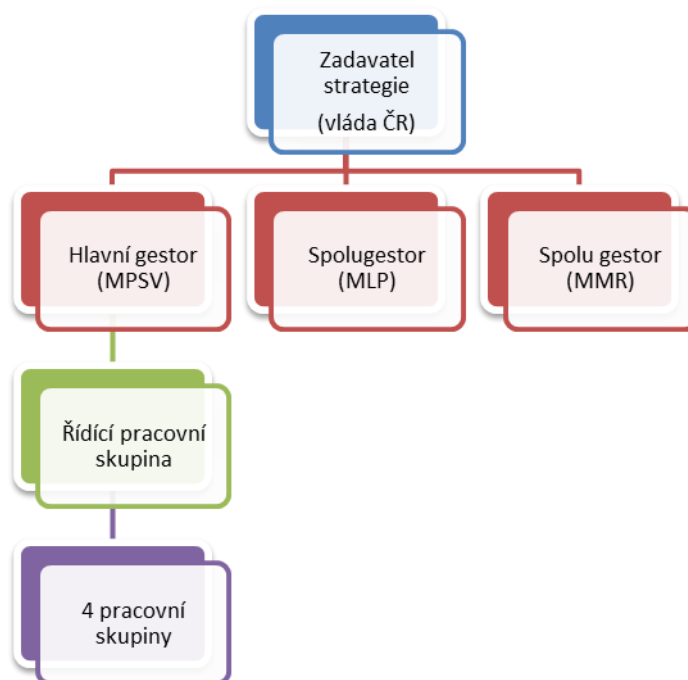 Zadavatel
strategie
(vláda ČR)
Hlavní gestor
(MPSV)
Spolugestor
(MLP)
Spolu gestor
(MMR)
Řídící pracovní
skupina
4 pracovní
skupiny